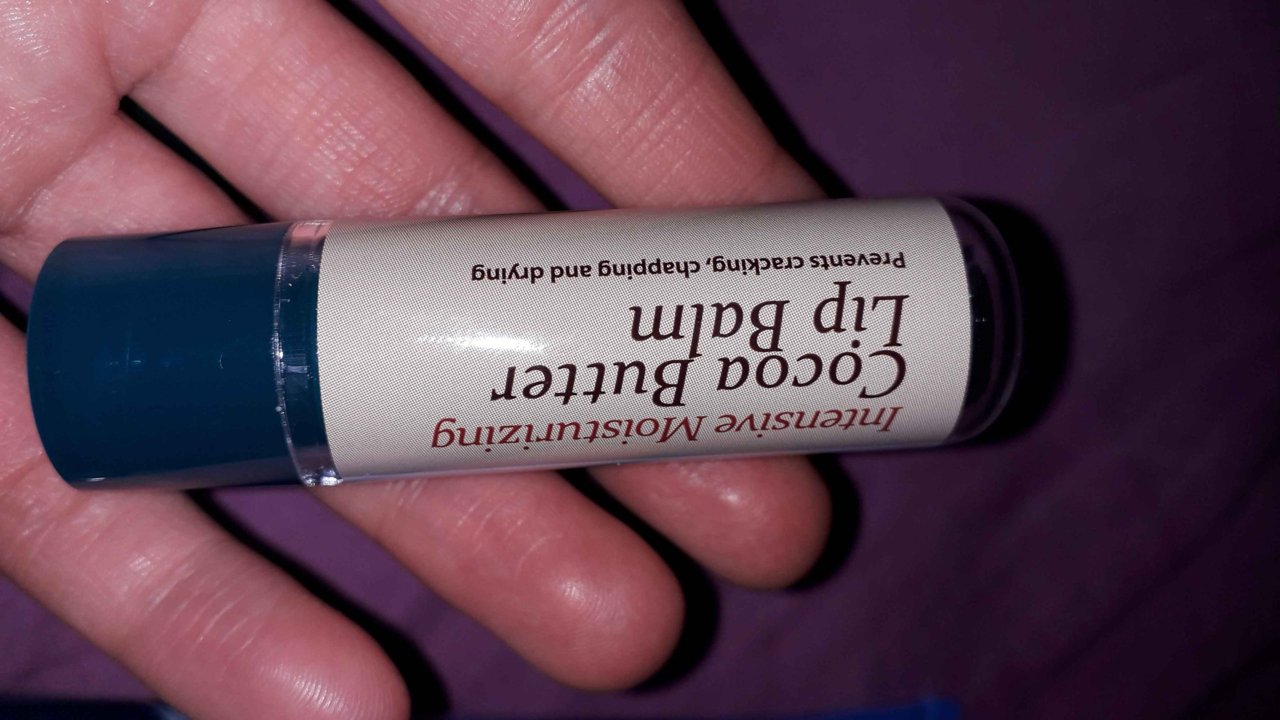 Intensive Moisturizing
Cocoa Butter
Lip Balm
Prevents cracking, chapping and drying